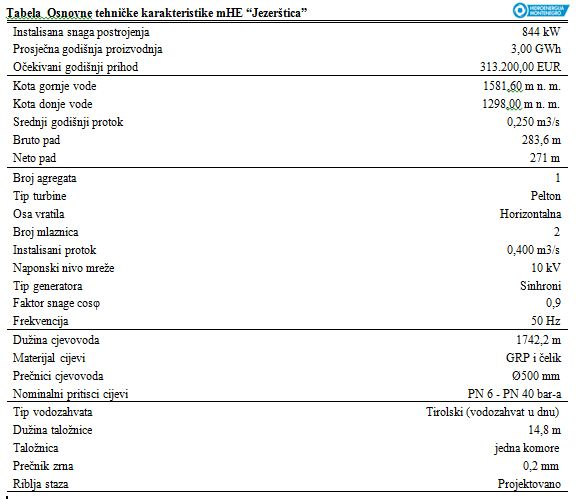 Tabela Osnovne tehničke karakteristike mHE “Jezerštica”
HIDROENERGIJA
MONTENEGRO
Instalisana snaga postrojenja 844 kW
Prosječna godišnja proizvodnja 3,00 GWh
Očekivani godišnji prihod 313.200,00 EUR
Kota gornje vode 1581,60 m n. m.
Kota donje vode 1298,00 m n. m.
Srednji godišnji protok 0,250 m3/s
Bruto pad 283,6 m
Neto pad 271 m
Broj agregata 1
Tip turbine Pelton
Osa vratila Horizontalna
Broj mlaznica 2
Instalisani protok 0,400 m3/s
Naponski nivo mreže 10 kV
Tip generatora Sinhroni
Faktor snage cosφ 0,9
Frekvencija 50 Hz
Dužina cjevovoda 1742,2 m
Materijal cijevi GRP i čelik
Prečnici cjevovoda Ø500 mm
Nominalni pritisci cijevi PN 6 - PN 40 bar-a
Tip vodozahvata Tirolski (vodozahvat u dnu)
Dužina taložnice 14,8 m
Taložnica jedna komore
Prečnik zrna 0,2 mm
Riblja staza Projektovano